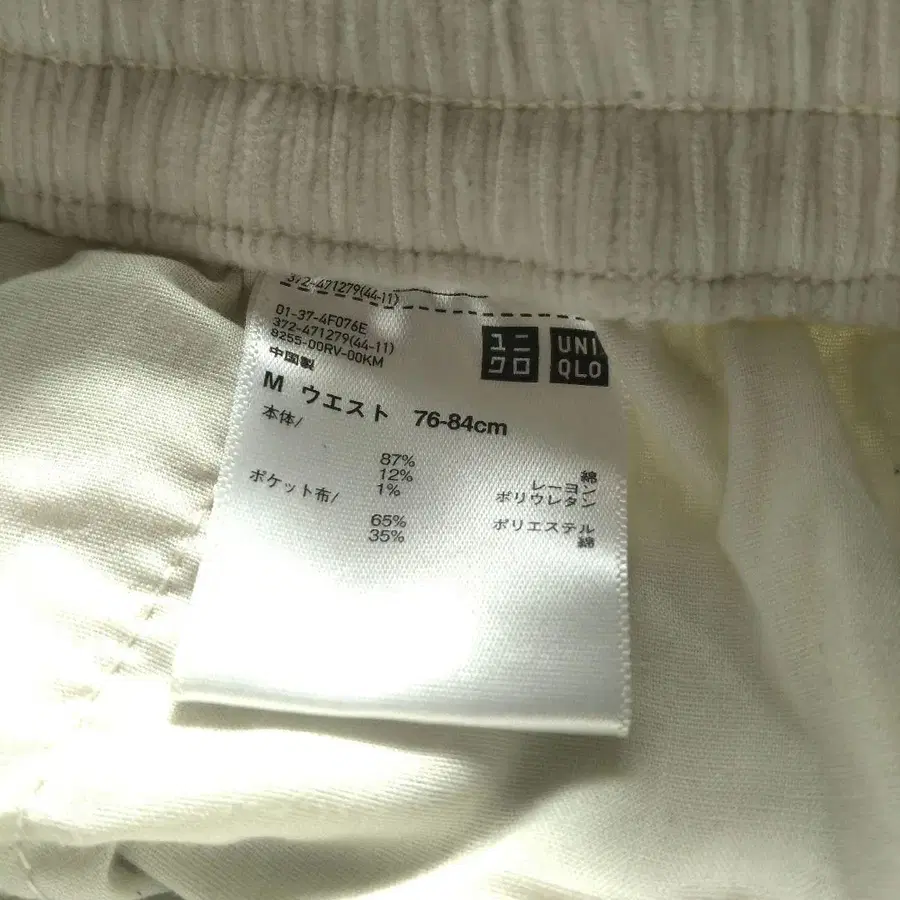 372-471279(44-11)
01-37-4F076E
372-471279(44-11)
8255-00RV-00KM
中国製
ユニ
クロ
UNI
QLO
M ウエスト 76-84cm
本体/
87% 綿
12% レーヨン
1% ポリウレタン
ポケット布/
65% ポリエステル
35% 綿